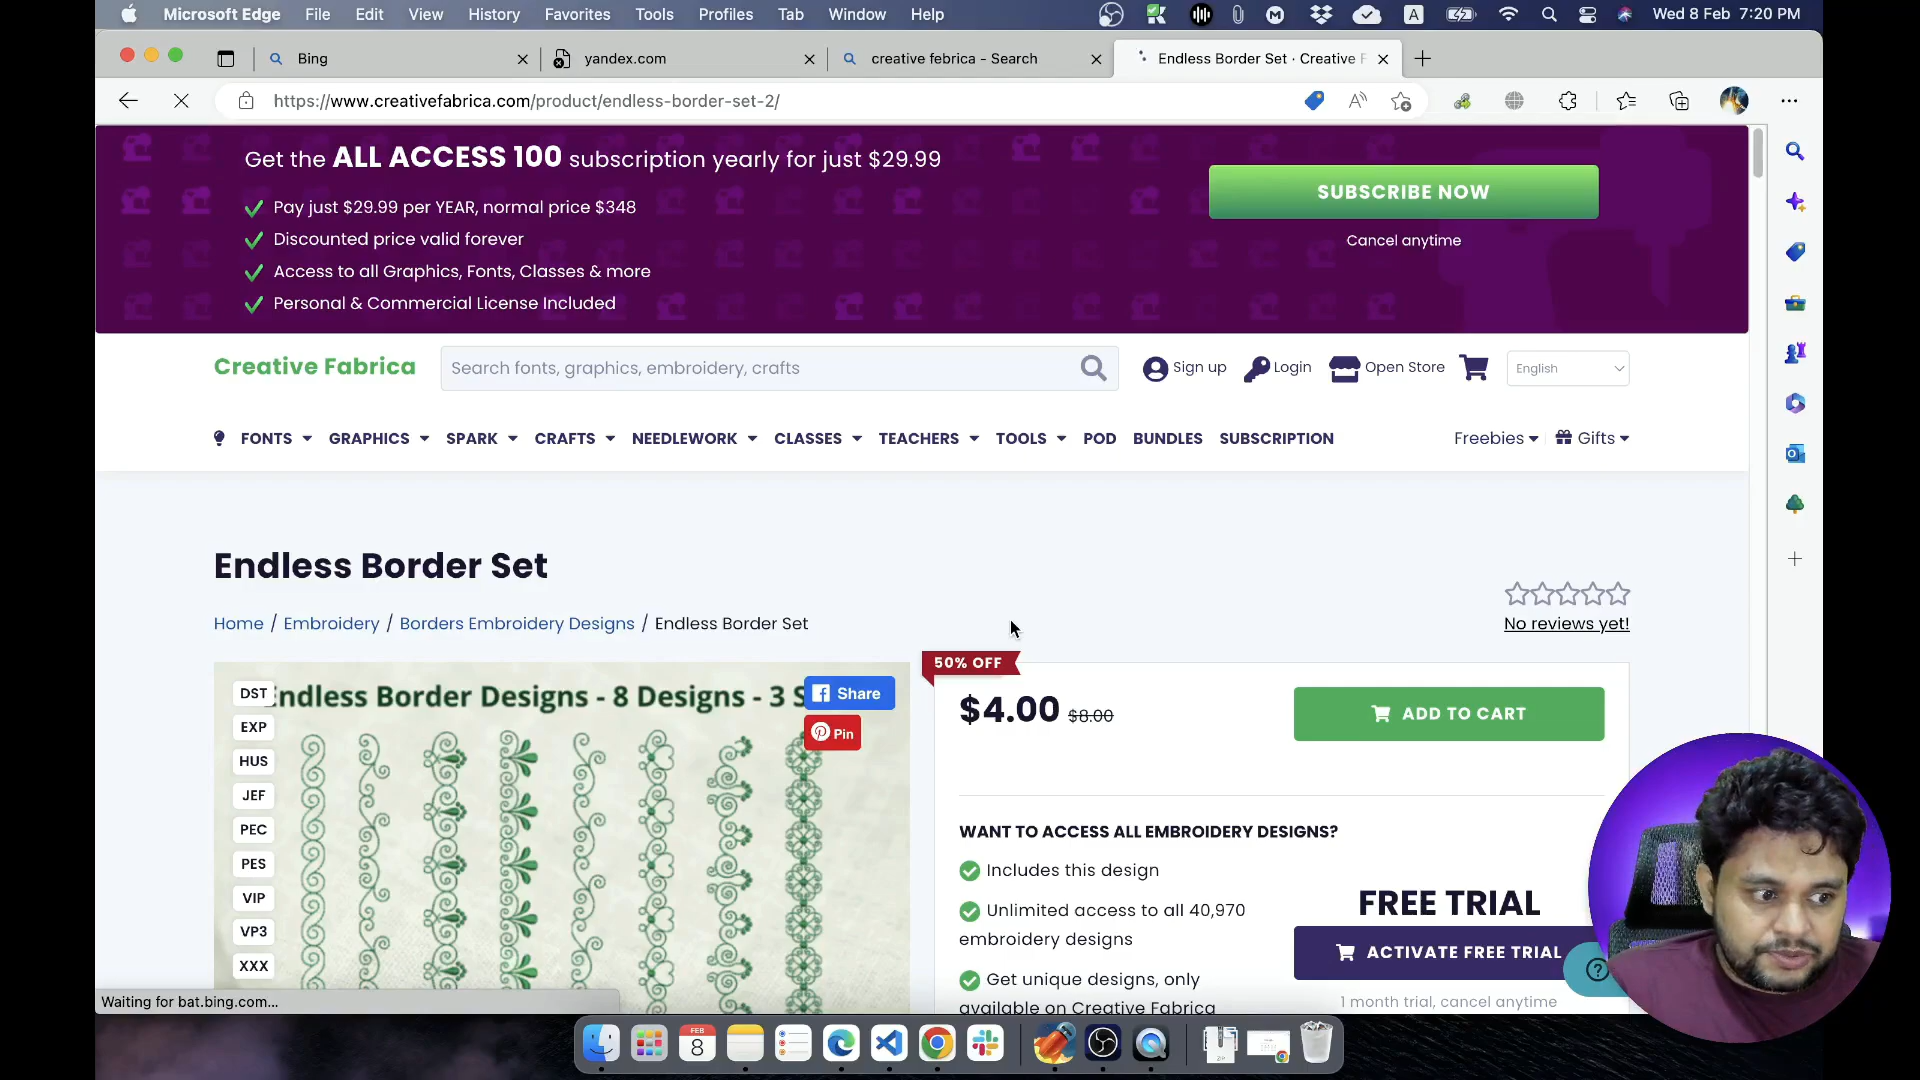 Microsoft Edge File Edit View History Favorites Tools Profiles Tab Window Help
A
Wed 8 Feb 7:20 PM
Bing
yandex.com
creative febrica - Search
Endless Border Set · Creative F
https://www.creativefabrica.com/product/endless-border-set-2/
Get the ALL ACCESS 100 subscription yearly for just $29.99
Pay just $29.99 per YEAR, normal price $348
Discounted price valid forever
Access to all Graphics, Fonts, Classes & more
Personal & Commercial License Included
SUBSCRIBE NOW
Cancel anytime
Creative Fabrica
Search fonts, graphics, embroidery, crafts
Sign up
Login
Open Store
English
FONTS GRAPHICS SPARK CRAFTS NEEDLEWORK CLASSES TEACHERS TOOLS POD BUNDLES SUBSCRIPTION
Freebies
Gifts
Endless Border Set
Home / Embroidery / Borders Embroidery Designs / Endless Border Set
No reviews yet!
ndless Border Designs - 8 Designs - 3 S
DST
EXP
HUS
JEF
PEC
PES
VIP
VP3
XXX
Share
Pin
50% OFF
$4.00 $8.00
ADD TO CART
WANT TO ACCESS ALL EMBROIDERY DESIGNS?
Includes this design
Unlimited access to all 40,970
embroidery designs
Get unique designs, only
available on Creative Fabrica
FREE TRIAL
ACTIVATE FREE TRIAL
1 month trial, cancel anytime
Waiting for bat.bing.com...
FEB
8